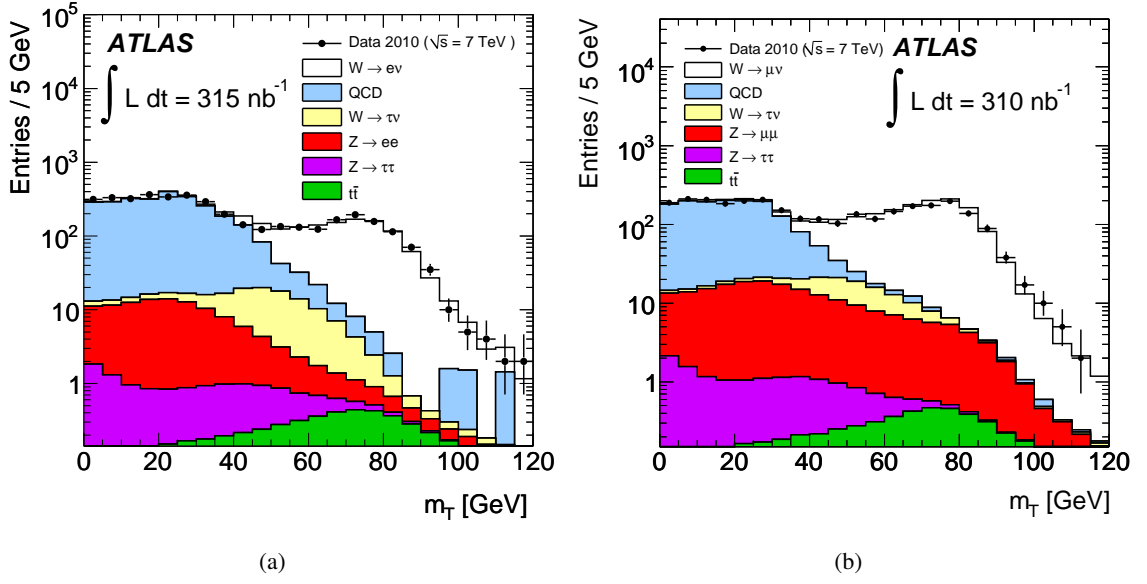 ATLAS
∫ L dt = 315 nb⁻¹
Data 2010 (√s = 7 TeV )
W → eν
QCD
W → τν
Z → ee
Z → ττ
tt̄
Entries / 5 GeV
10⁵
10⁴
10³
10²
10
1
0 20 40 60 80 100 120
m_T [GeV]
(a)
Data 2010 (√s = 7 TeV)
W → μν
QCD
W → τν
Z → μμ
Z → ττ
tt̄
ATLAS
∫ L dt = 310 nb⁻¹
Entries / 5 GeV
10⁴
10³
10²
10
1
0 20 40 60 80 100 120
m_T [GeV]
(b)